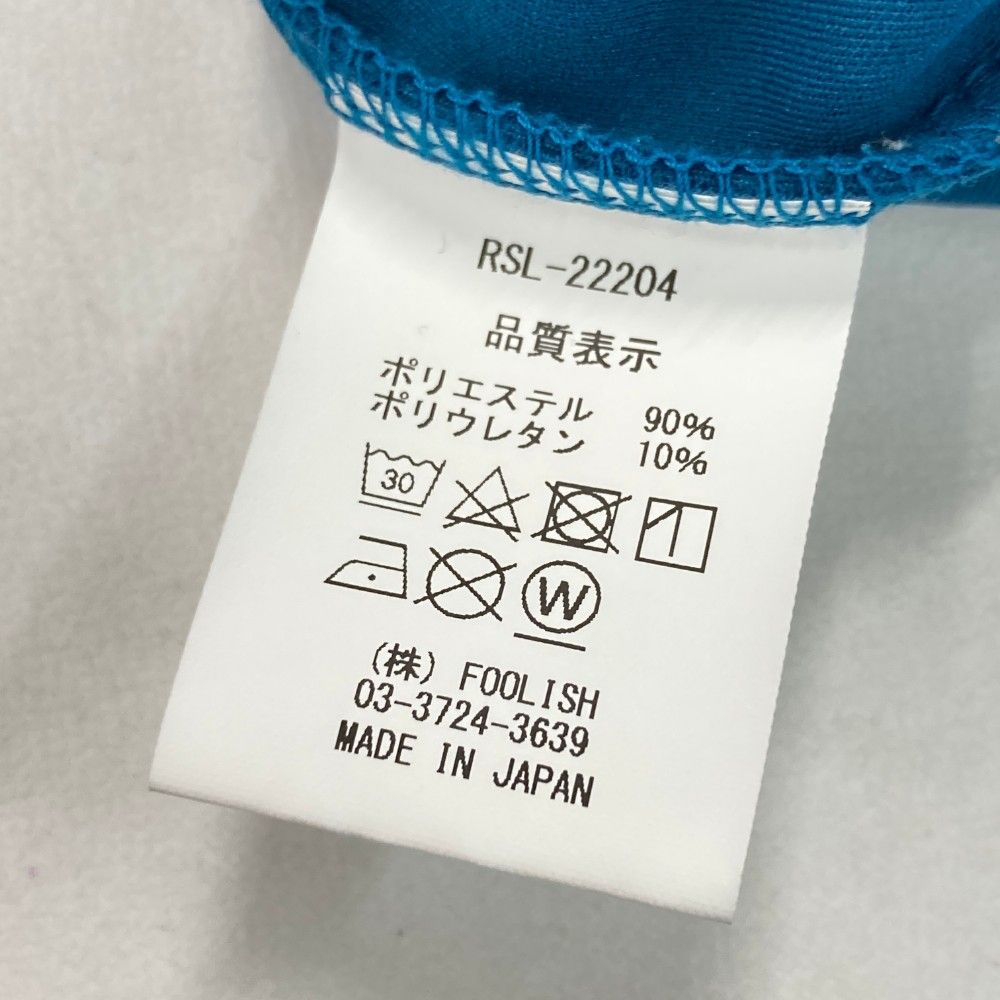 RSL-22204
品質表示
ポリエステル 90%
ポリウレタン 10%
30
W
(株) FOOLISH
03-3724-3639
MADE IN JAPAN